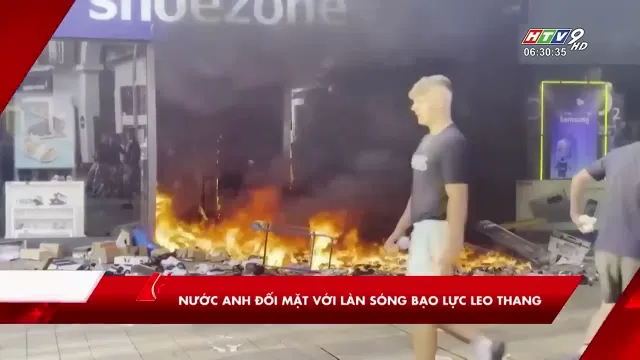 shoezone
HTV9 HD
06:30:35
Samsung
NƯỚC ANH ĐỐI MẶT VỚI LÀN SÓNG BẠO LỰC LEO THANG